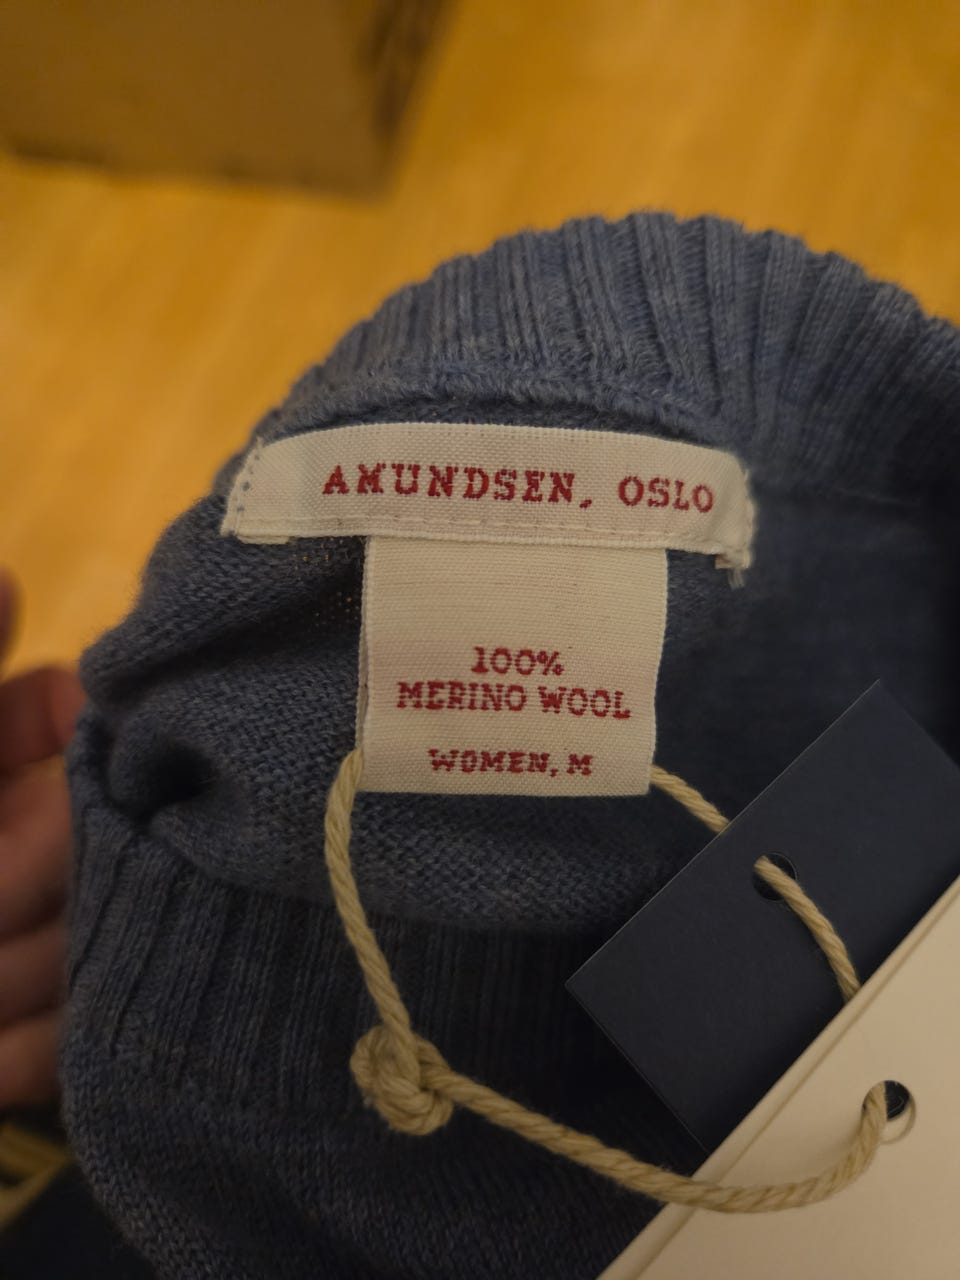 AMUNDSEN, OSLO
100%
MERINO WOOL
WOMEN, M